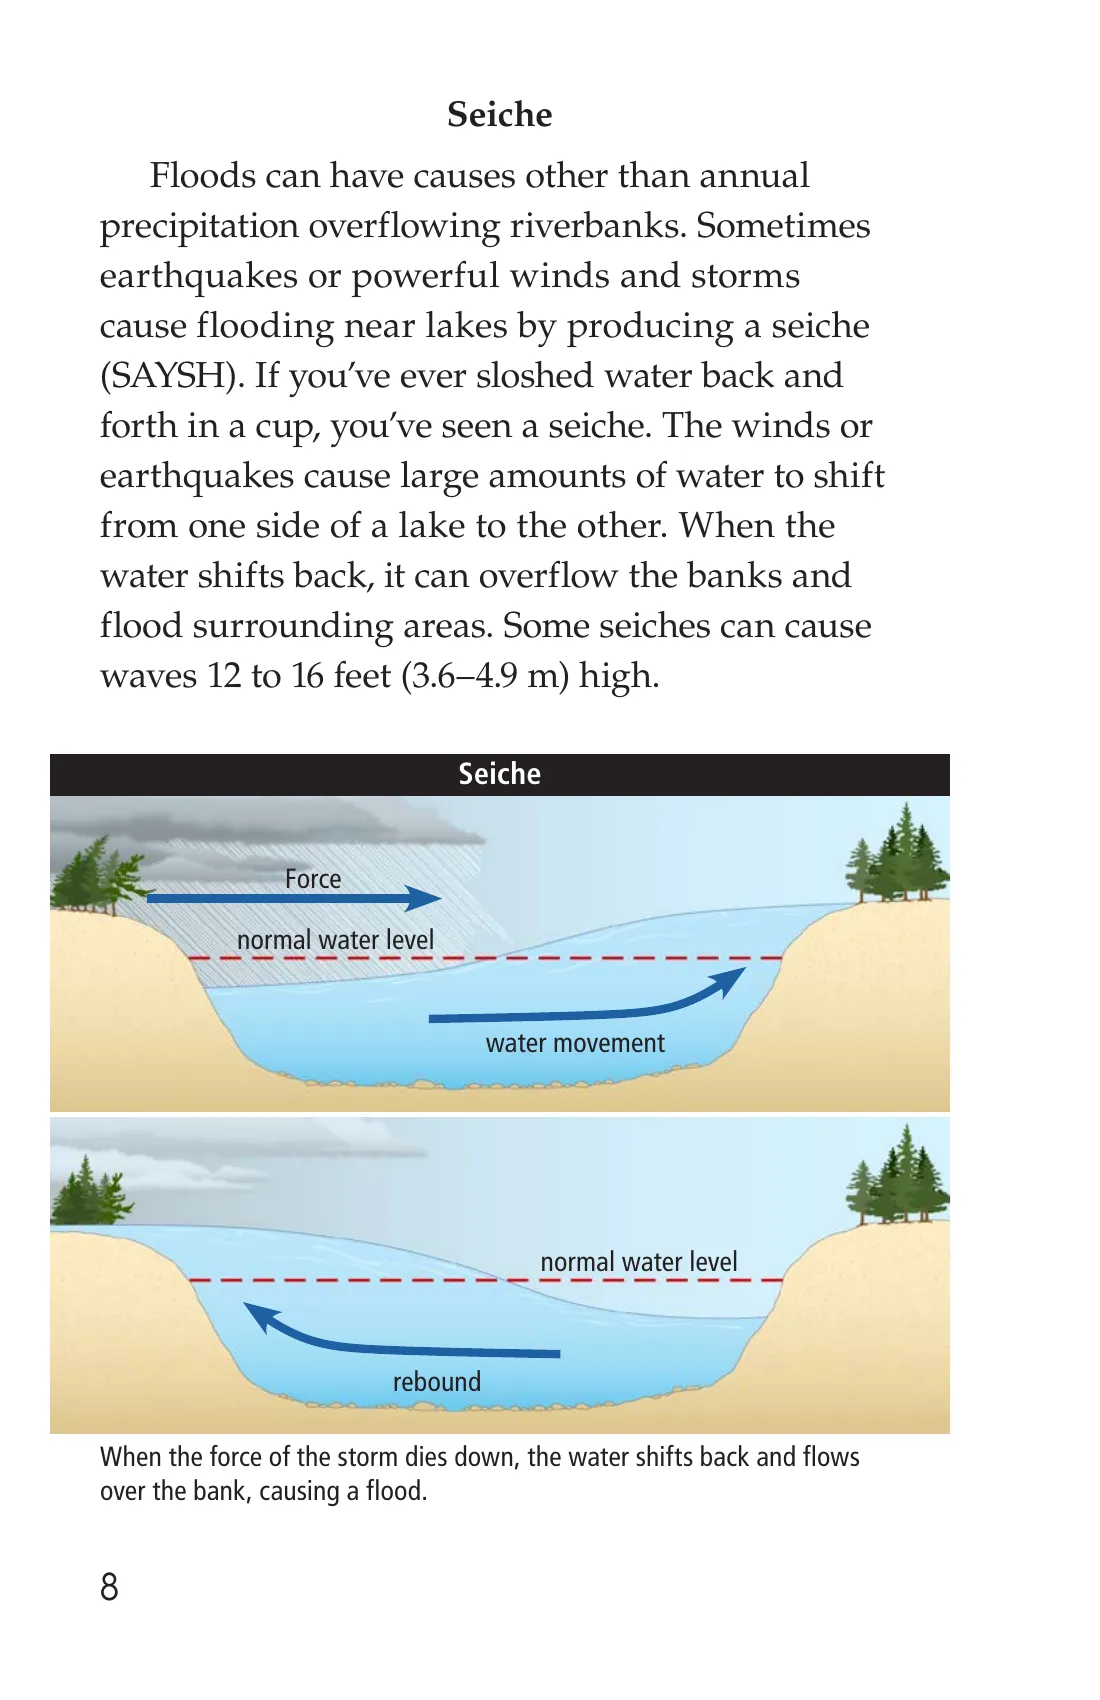 Seiche
Floods can have causes other than annual
precipitation overflowing riverbanks. Sometimes
earthquakes or powerful winds and storms
cause flooding near lakes by producing a seiche
(SAYSH). If you’ve ever sloshed water back and
forth in a cup, you’ve seen a seiche. The winds or
earthquakes cause large amounts of water to shift
from one side of a lake to the other. When the
water shifts back, it can overflow the banks and
flood surrounding areas. Some seiches can cause
waves 12 to 16 feet (3.6–4.9 m) high.
Seiche
Force
normal water level
water movement
normal water level
rebound
When the force of the storm dies down, the water shifts back and flows
over the bank, causing a flood.
8